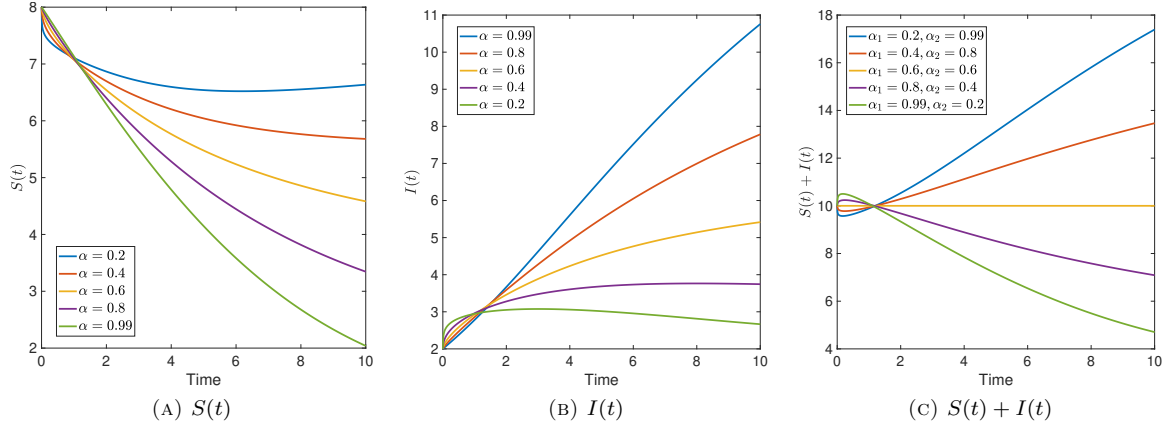 8
7
6
5
4
3
2
S(t)
α = 0.2
α = 0.4
α = 0.6
α = 0.8
α = 0.99
0 2 4 6 8 10
Time
(A) S(t)
11
10
9
8
7
6
5
4
3
2
I(t)
α = 0.99
α = 0.8
α = 0.6
α = 0.4
α = 0.2
0 2 4 6 8 10
Time
(B) I(t)
18
16
14
12
10
8
6
4
S(t) + I(t)
α₁ = 0.2, α₂ = 0.99
α₁ = 0.4, α₂ = 0.8
α₁ = 0.6, α₂ = 0.6
α₁ = 0.8, α₂ = 0.4
α₁ = 0.99, α₂ = 0.2
0 2 4 6 8 10
Time
(C) S(t) + I(t)